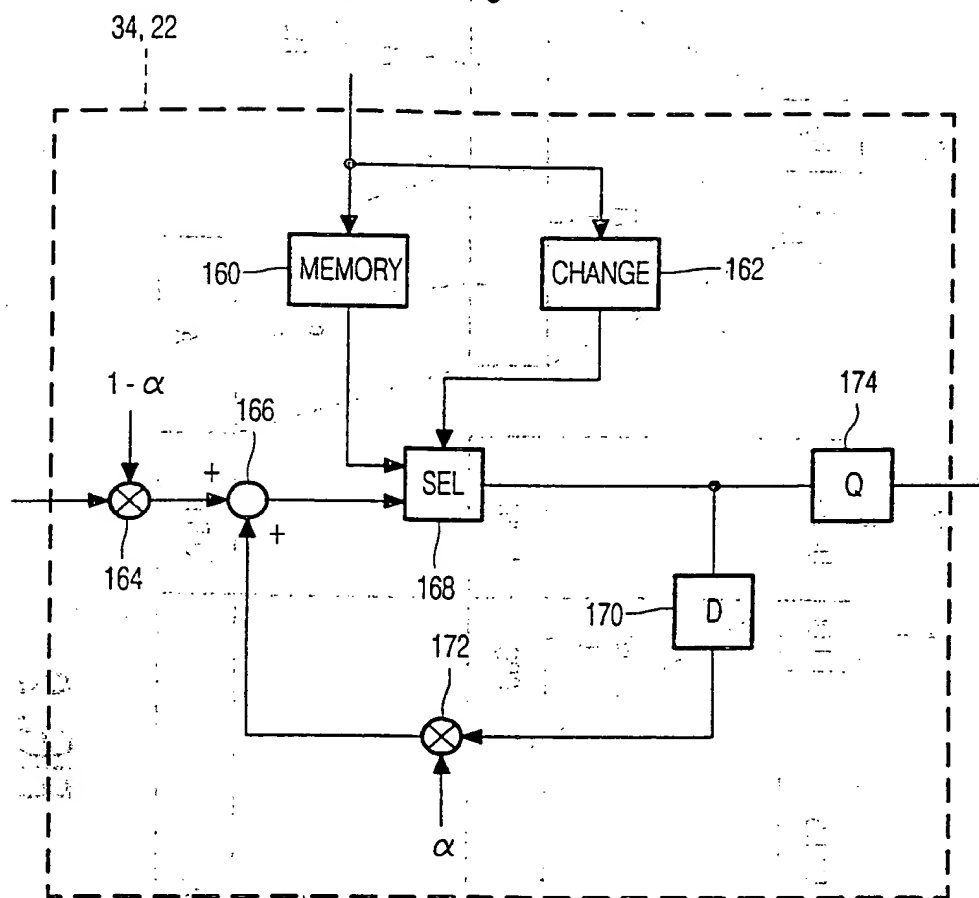 34, 22
160
MEMORY
CHANGE
162
1 - α
166
174
+
SEL
Q
+
164
168
170
D
172
α